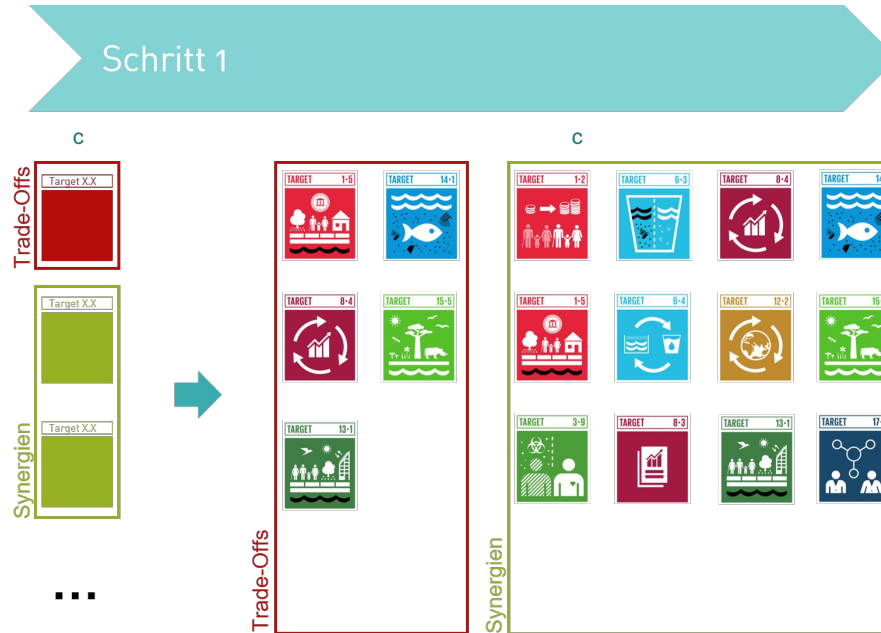 Schritt 1
C
C
Trade-Offs
Target X.X
Synergien
Target X.X
Target X.X
...
Trade-Offs
TARGET 1·5
TARGET 14·1
TARGET 8·4
TARGET 15·5
TARGET 13·1
Synergien
TARGET 1·2
TARGET 6·3
TARGET 8·4
TARGET
TARGET 1·5
TARGET 6·4
TARGET 12·2
TARGET
TARGET 3·9
TARGET 8·3
TARGET 13·1
TARGET